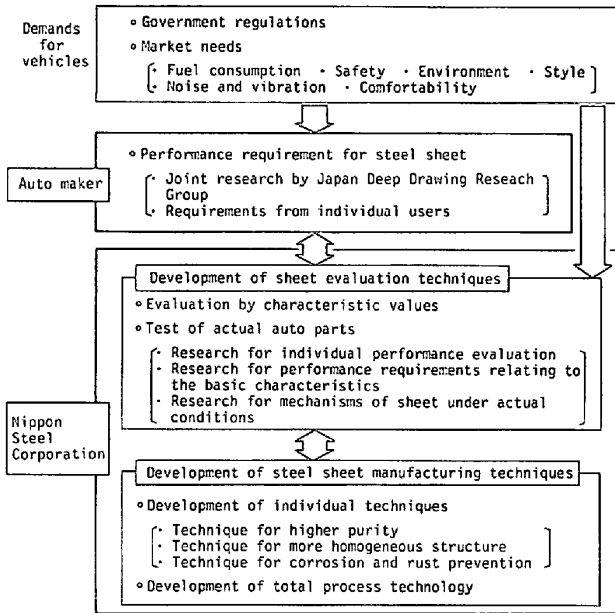 Demands
for
vehicles
∘ Government regulations
∘ Market needs
· Fuel consumption · Safety · Environment · Style
· Noise and vibration · Comfortability
Auto maker
∘ Performance requirement for steel sheet
· Joint research by Japan Deep Drawing Reseach
Group
· Requirements from individual users
Nippon
Steel
Corporation
Development of sheet evaluation techniques
∘ Evaluation by characteristic values
∘ Test of actual auto parts
· Research for individual performance evaluation
· Research for performance requirements relating to
the basic characteristics
· Research for mechanisms of sheet under actual
conditions
Development of steel sheet manufacturing techniques
∘ Development of individual techniques
· Technique for higher purity
· Technique for more homogeneous structure
· Technique for corrosion and rust prevention
∘ Development of total process technology